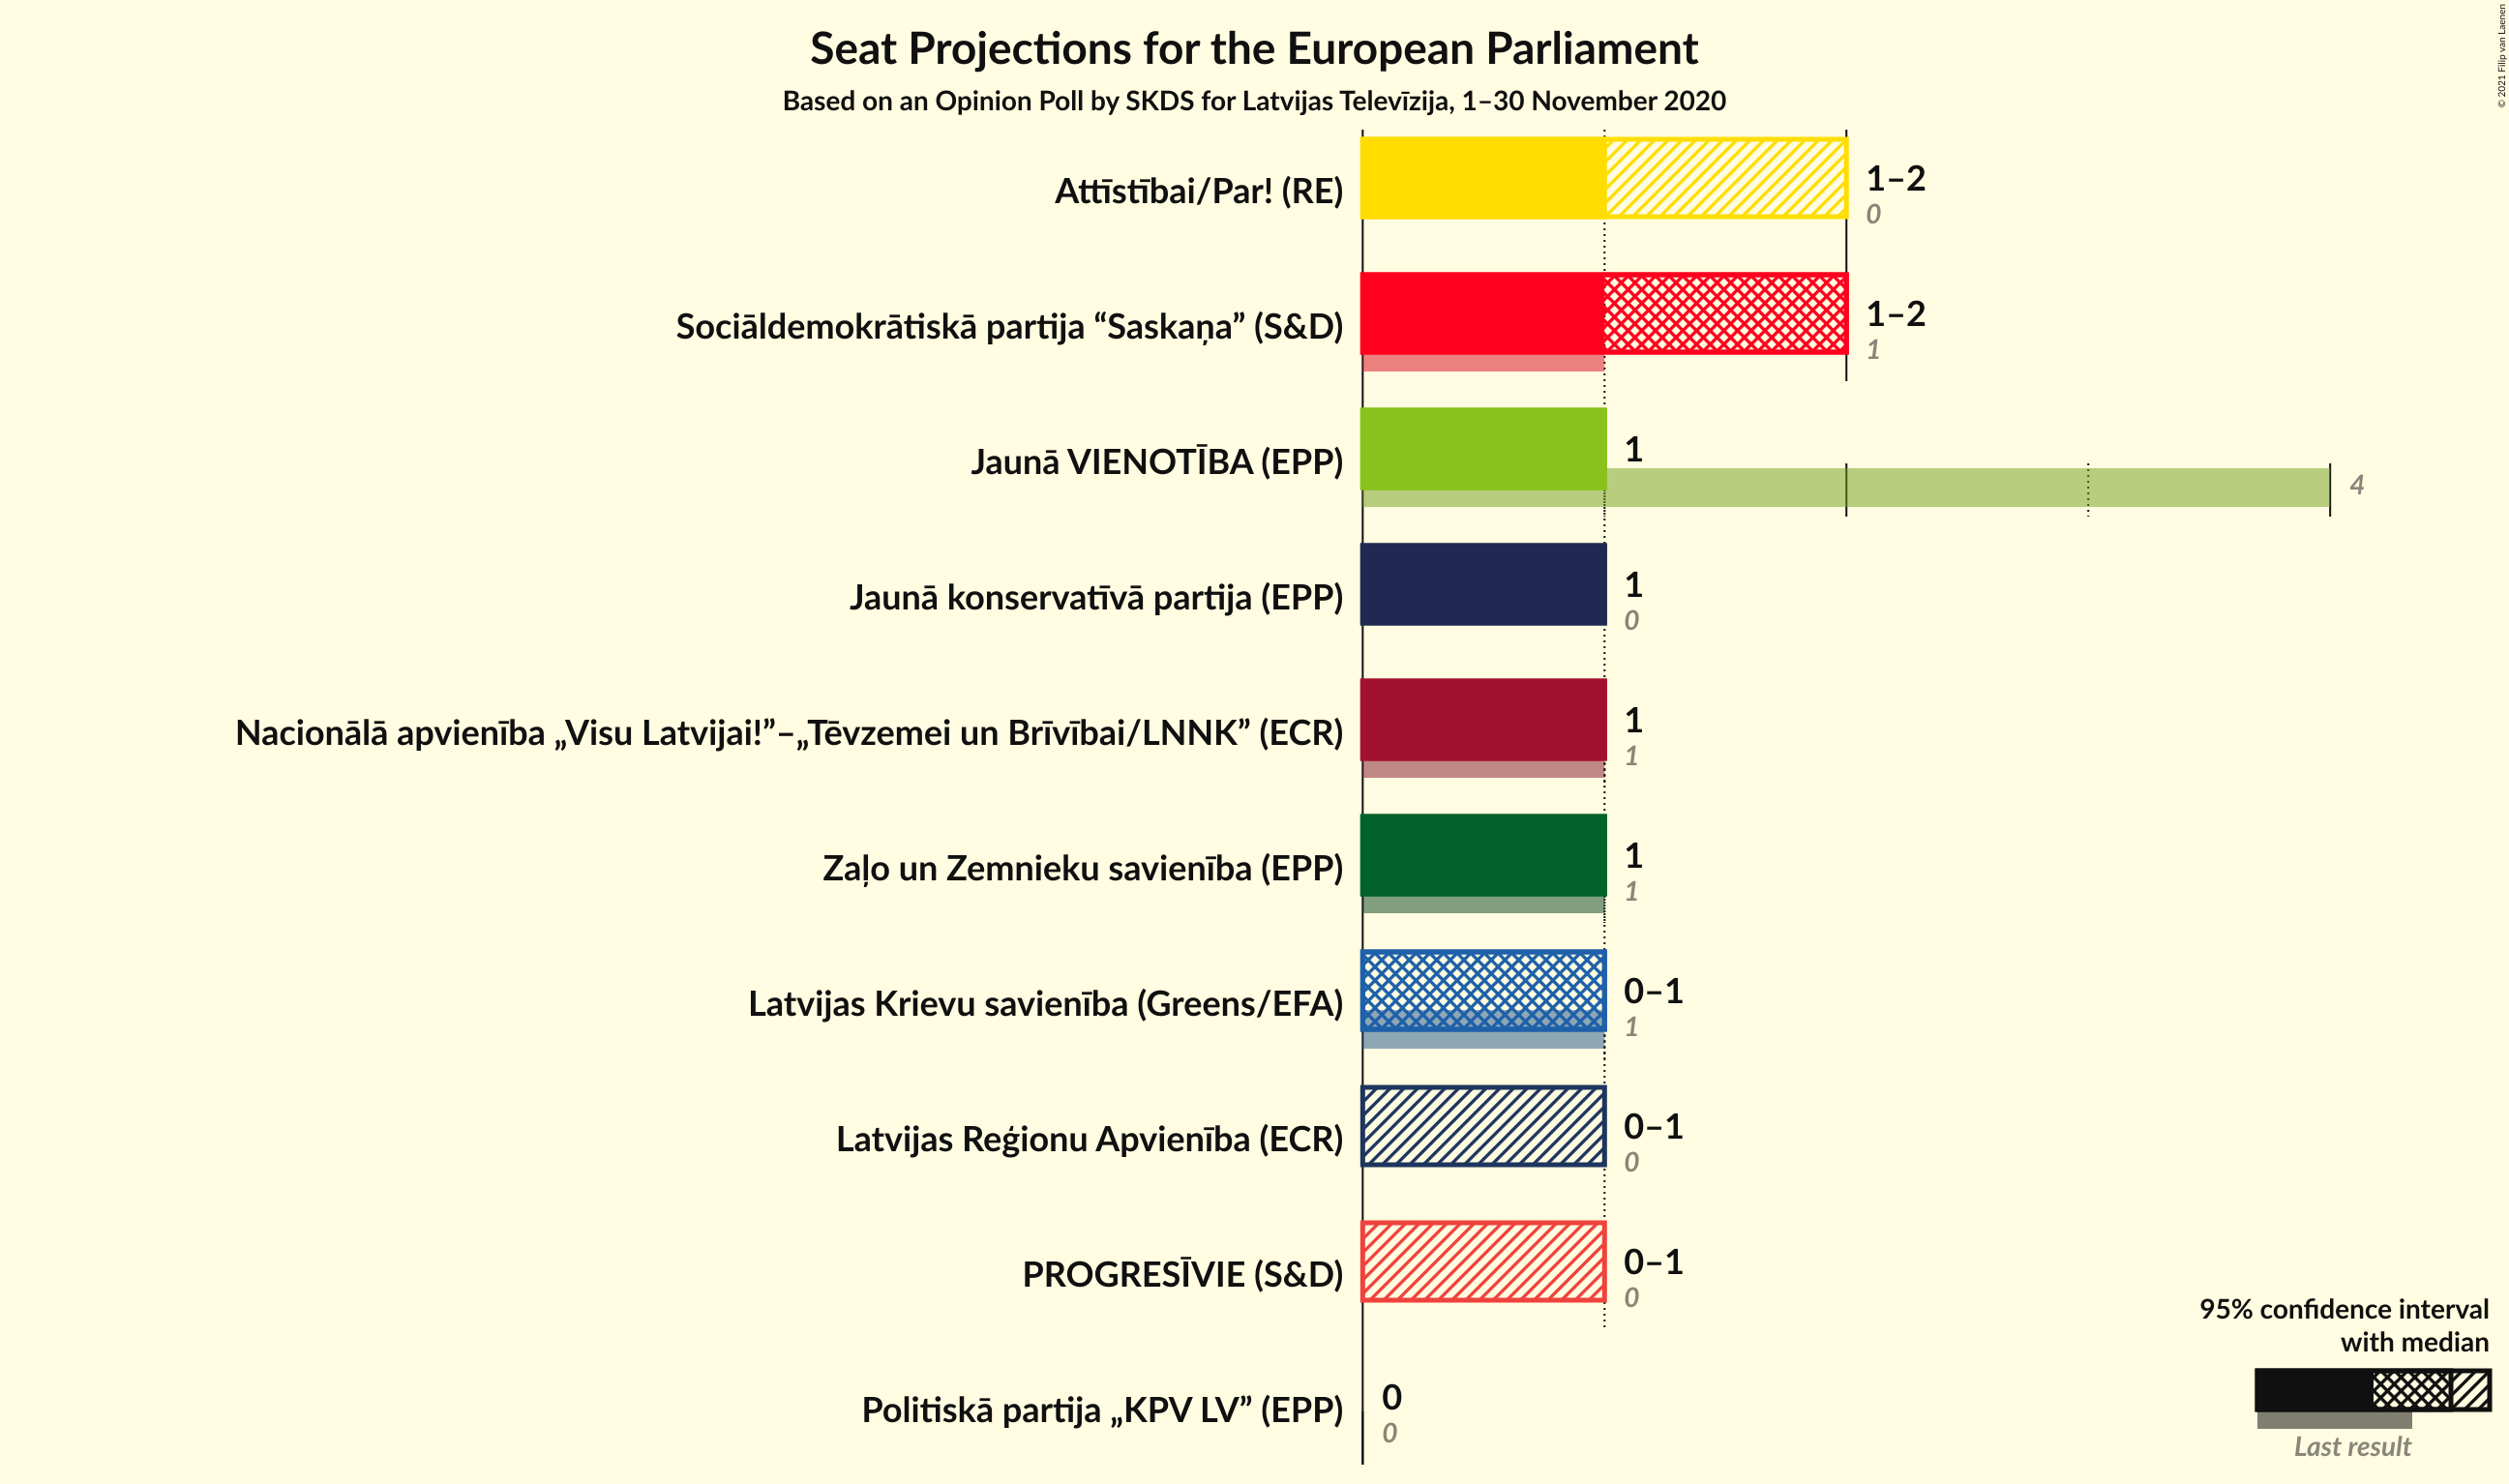 Seat Projections for the European Parliament
Based on an Opinion Poll by SKDS for Latvijas Televīzija, 1–30 November 2020
© 2021 Filip van Laenen
Attīstībai/Par! (RE)
1–2
0
Sociāldemokrātiskā partija “Saskaņa” (S&D)
1–2
1
Jaunā VIENOTĪBA (EPP)
1
4
Jaunā konservatīvā partija (EPP)
1
0
Nacionālā apvienība „Visu Latvijai!”–„Tēvzemei un Brīvībai/LNNK” (ECR)
1
1
Zaļo un Zemnieku savienība (EPP)
1
1
Latvijas Krievu savienība (Greens/EFA)
0–1
1
Latvijas Reģionu Apvienība (ECR)
0–1
0
PROGRESĪVIE (S&D)
0–1
0
Politiskā partija „KPV LV” (EPP)
0
0
95% confidence interval
with median
Last result